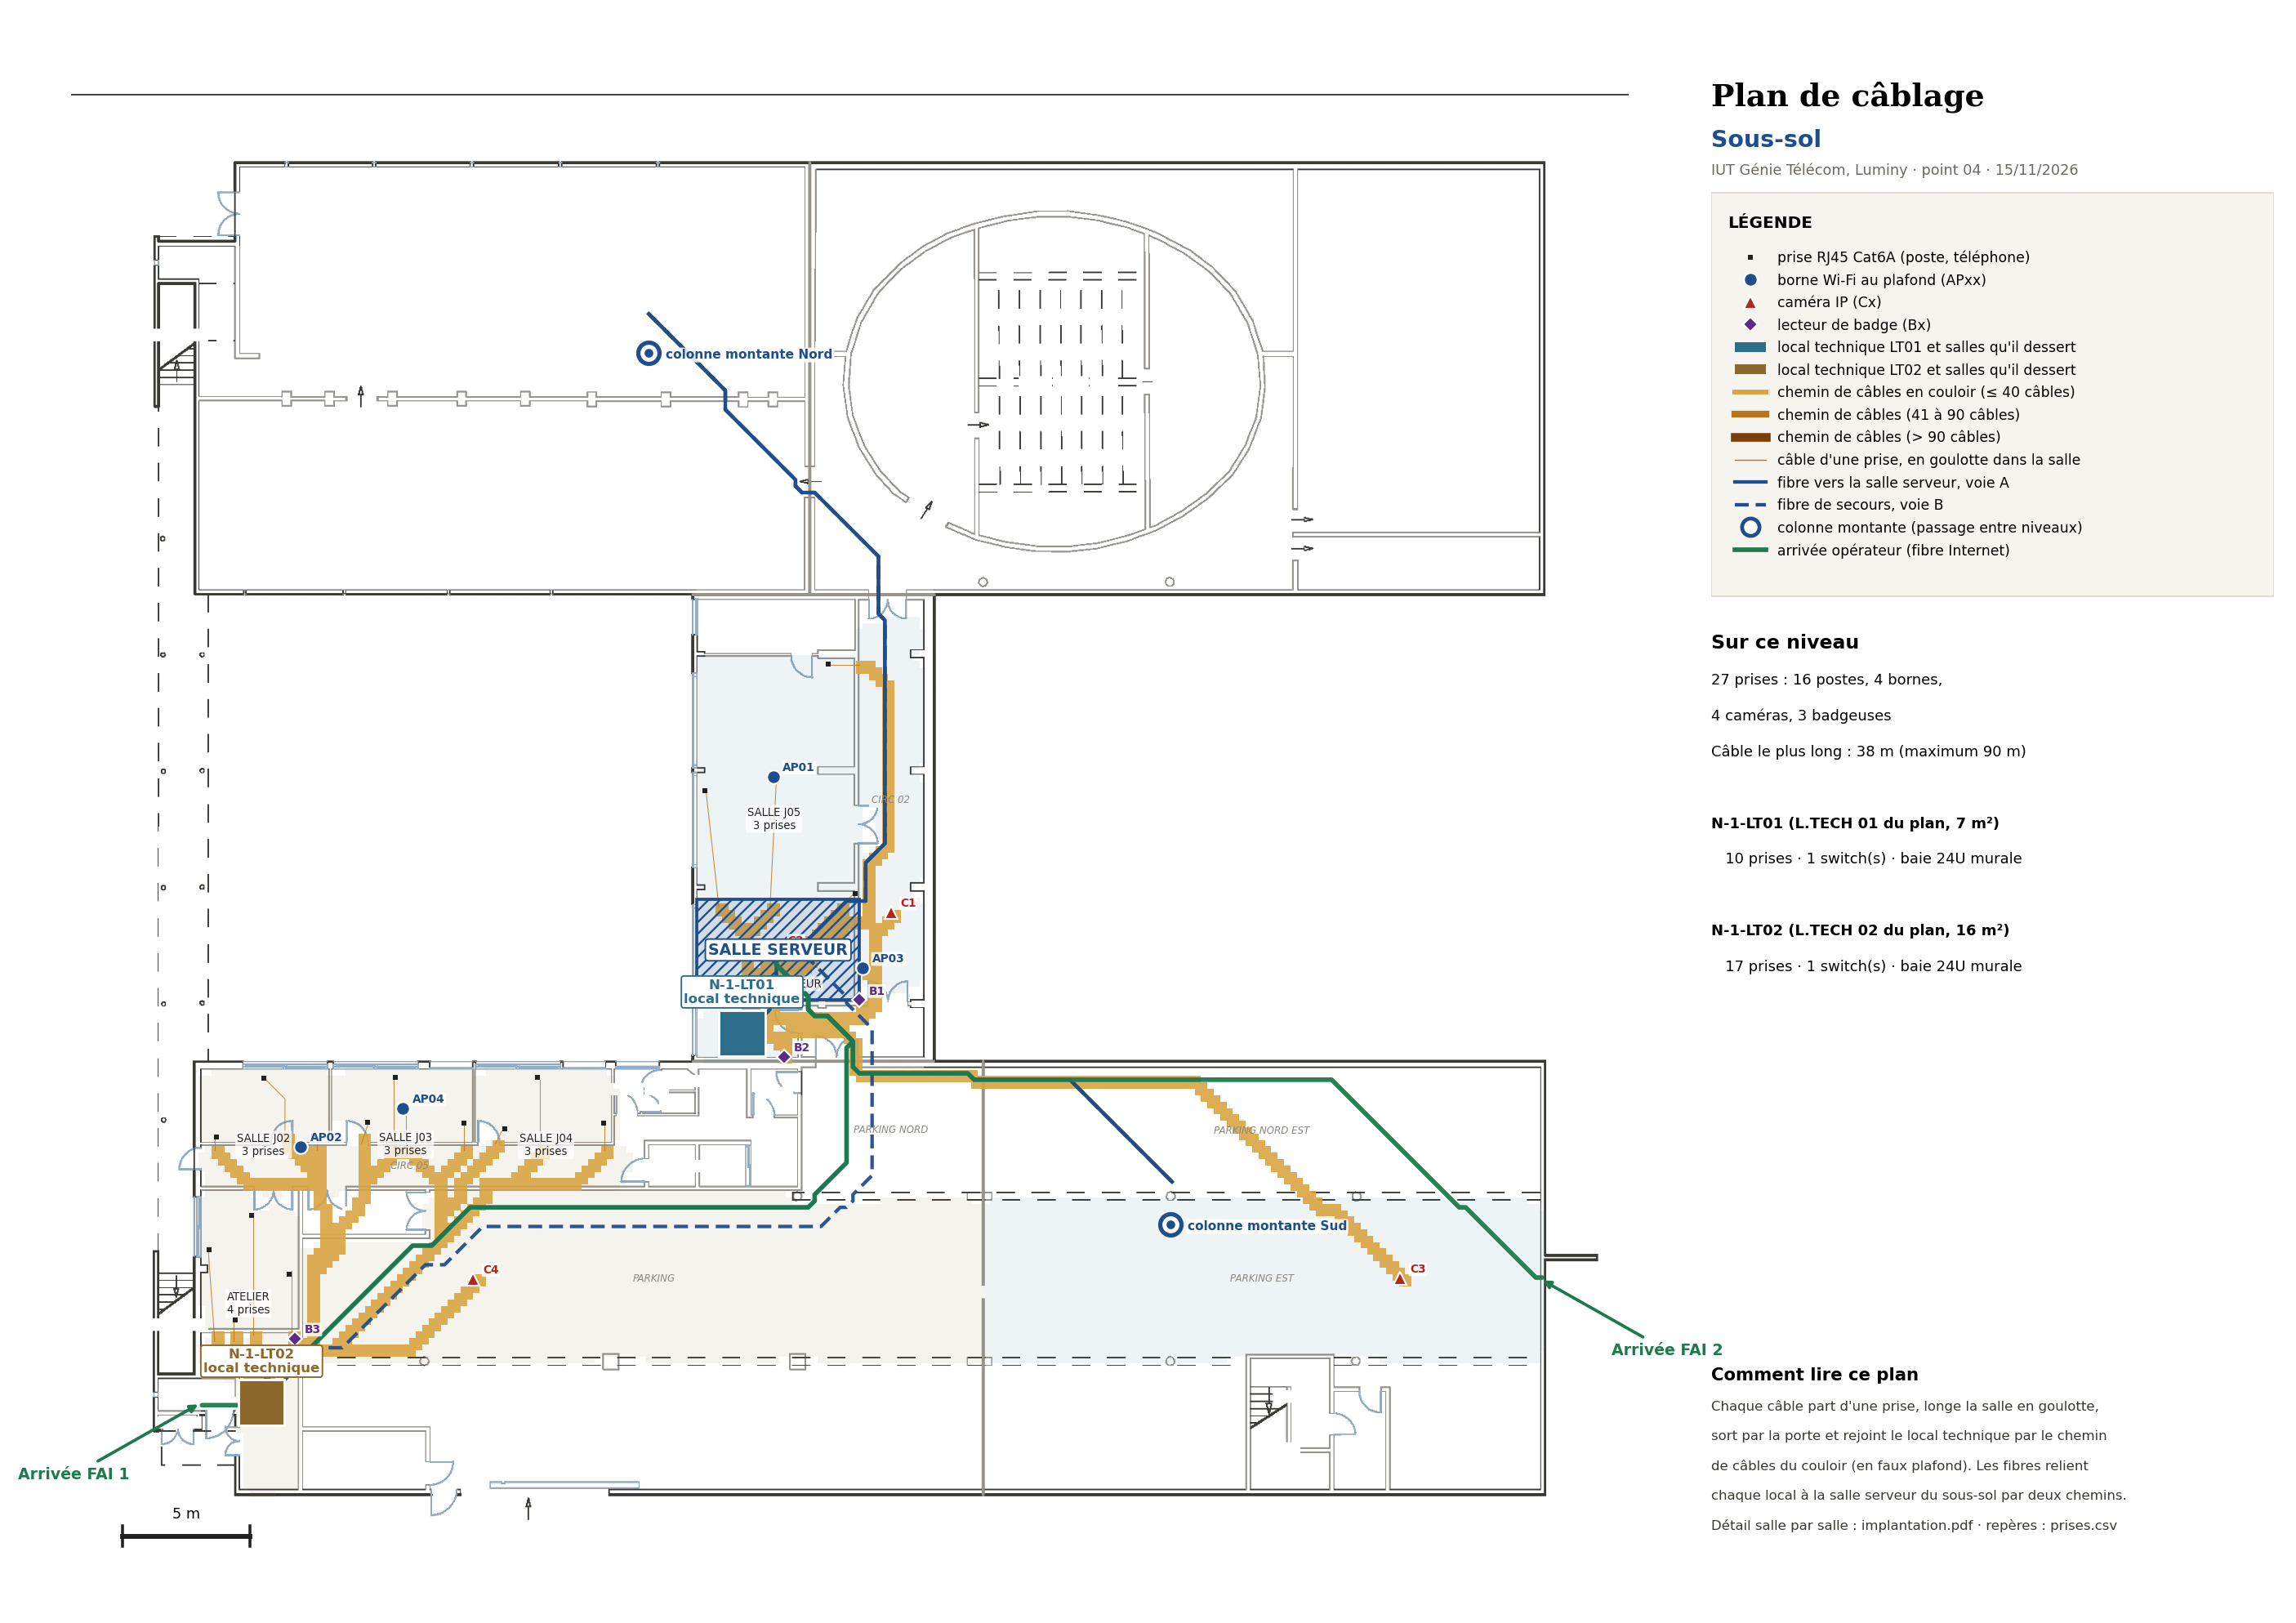 Plan de câblage
Sous-sol
IUT Génie Télécom, Luminy · point 04 · 15/11/2026
LÉGENDE
prise RJ45 Cat6A (poste, téléphone)
borne Wi-Fi au plafond (APxx)
caméra IP (Cx)
lecteur de badge (Bx)
local technique LT01 et salles qu'il dessert
local technique LT02 et salles qu'il dessert
chemin de câbles en couloir (≤ 40 câbles)
chemin de câbles (41 à 90 câbles)
chemin de câbles (> 90 câbles)
câble d'une prise, en goulotte dans la salle
fibre vers la salle serveur, voie A
fibre de secours, voie B
colonne montante (passage entre niveaux)
arrivée opérateur (fibre Internet)
Sur ce niveau
27 prises : 16 postes, 4 bornes,
4 caméras, 3 badgeuses
Câble le plus long : 38 m (maximum 90 m)
N-1-LT01 (L.TECH 01 du plan, 7 m²)
10 prises · 1 switch(s) · baie 24U murale
N-1-LT02 (L.TECH 02 du plan, 16 m²)
17 prises · 1 switch(s) · baie 24U murale
Comment lire ce plan
Chaque câble part d'une prise, longe la salle en goulotte,
sort par la porte et rejoint le local technique par le chemin
de câbles du couloir (en faux plafond). Les fibres relient
chaque local à la salle serveur du sous-sol par deux chemins.
Détail salle par salle : implantation.pdf · repères : prises.csv
colonne montante Nord
AP01
CIRC 02
SALLE J05
3 prises
C1
SALLE SERVEUR
AP03
N-1-LT01
local technique
B1
B2
AP04
SALLE J02
3 prises
AP02
SALLE J03
3 prises
SALLE J04
3 prises
CIRC 05
PARKING NORD
PARKING NORD EST
colonne montante Sud
C4
C3
PARKING
PARKING EST
ATELIER
4 prises
B3
N-1-LT02
local technique
Arrivée FAI 2
Arrivée FAI 1
5 m